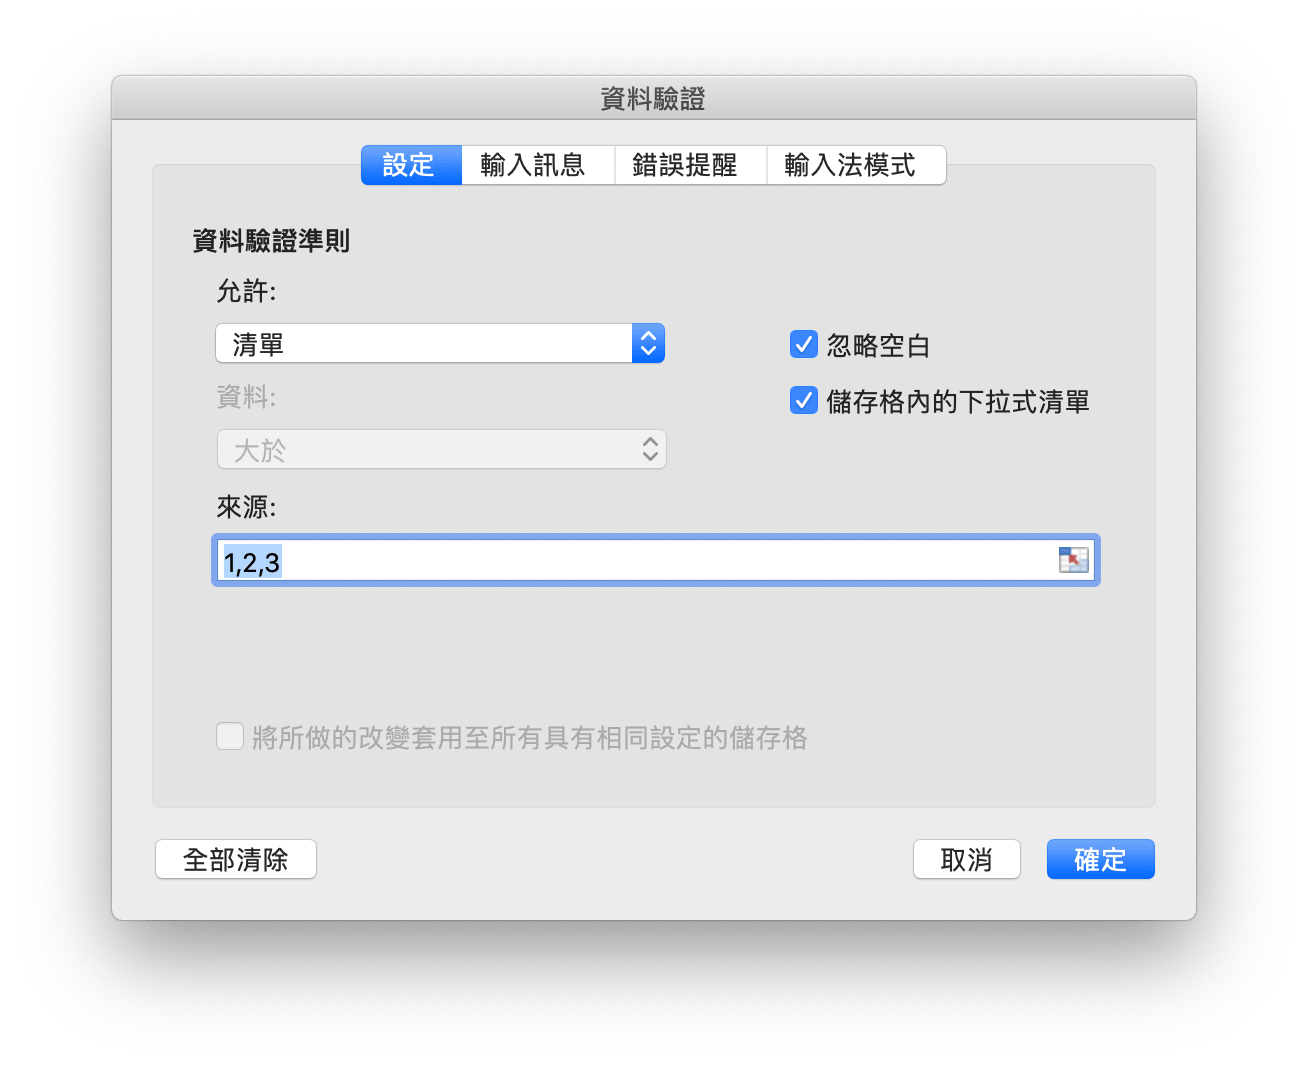 資料驗證
設定 輸入訊息 錯誤提醒 輸入法模式
資料驗證準則
允許:
清單
忽略空白
資料:
儲存格內的下拉式清單
大於
來源:
1,2,3
將所做的改變套用至所有具有相同設定的儲存格
全部清除 取消 確定